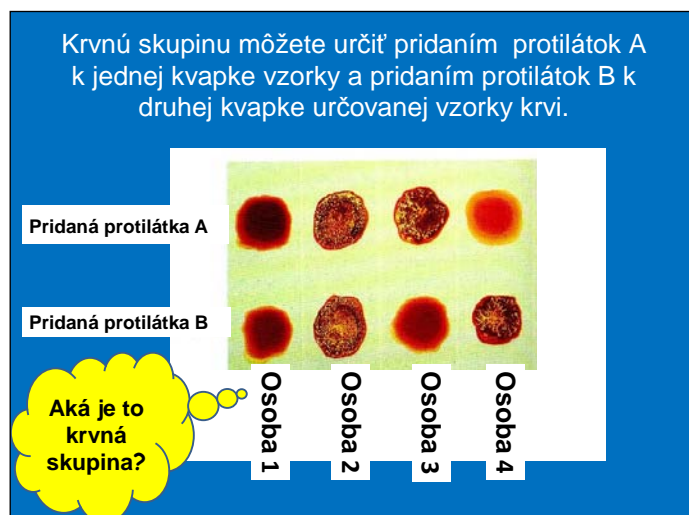 Krvnú skupinu môžete určiť pridaním protilátok A
k jednej kvapke vzorky a pridaním protilátok B k
druhej kvapke určovanej vzorky krvi.
Pridaná protilátka A
Pridaná protilátka B
Osoba 1
Osoba 2
Osoba 3
Osoba 4
Aká je to
krvná
skupina?